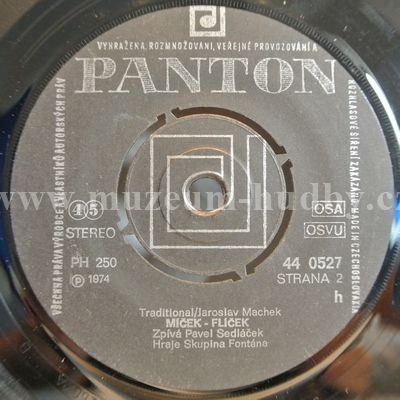 VŠECHNA PRÁVA VÝROBCE A VLASTNÍKŮ AUTORSKÝCH PRÁV
VYHRAŽENA, ROZMNOŽOVÁNÍ, VEŘEJNÉ PROVOZOVÁNÍ A
ROZHLASOVÉ ŠÍŘENÍ ZAKÁZÁNO. MADE IN CZECHOSLOVAKIA
PANTON
www.muzeum-hudby.cz
45
STEREO
OSA
OSVU
PH 250
44 0527
℗ 1974
STRANA 2
h
Traditional/Jaroslav Machek
MÍČEK - FLÍČEK
Zpívá Pavel Sedláček
Hraje Skupina Fontána